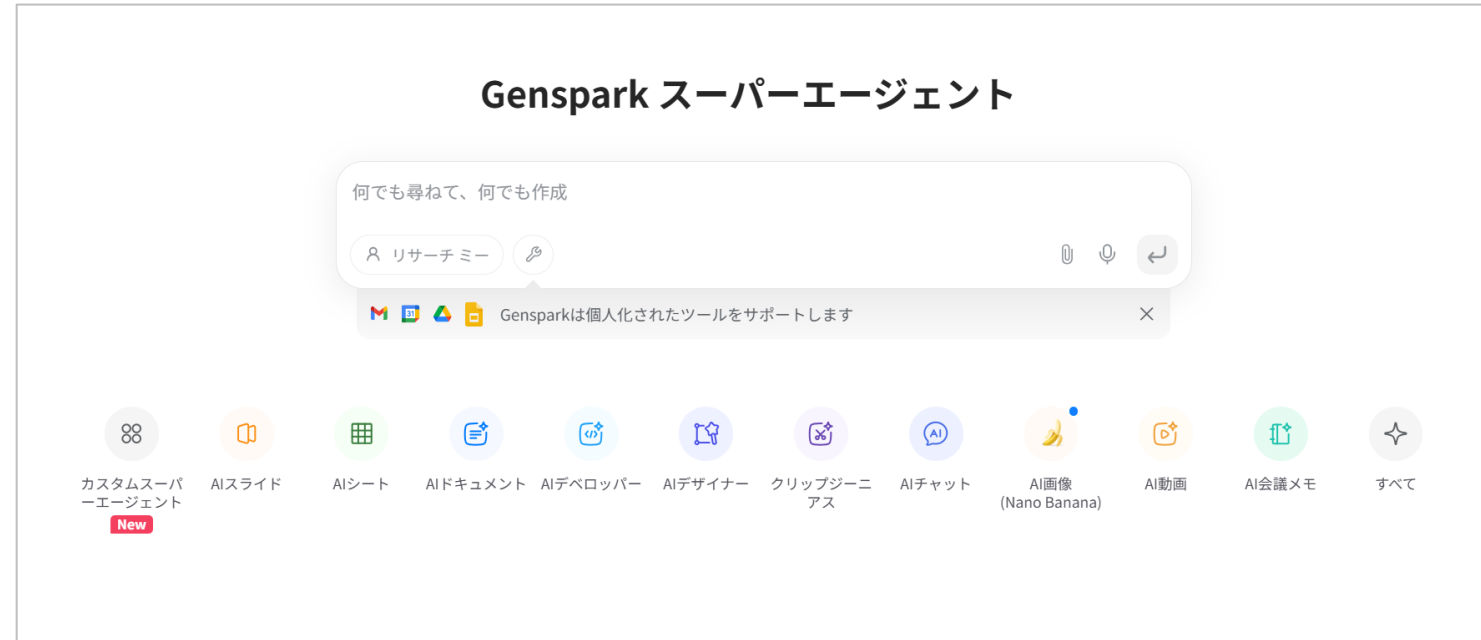 Genspark スーパーエージェント
何でも尋ねて、何でも作成
リサーチ ミー
31
Gensparkは個人化されたツールをサポートします
カスタムスーパ
ーエージェント
New
AIスライド
AIシート
AIドキュメント
AIデベロッパー
AIデザイナー
クリップジーニ
アス
AI
AIチャット
AI画像
(Nano Banana)
AI動画
AI会議メモ
すべて